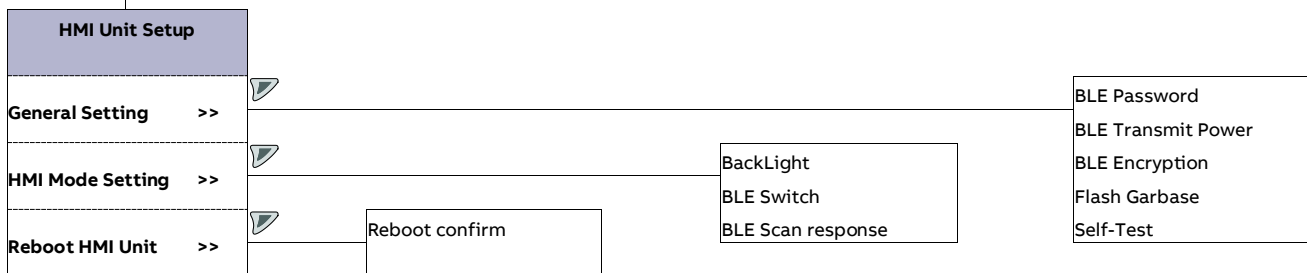 HMI Unit Setup
General Setting >>
BLE Password
BLE Transmit Power
BLE Encryption
Flash Garbase
Self-Test
HMI Mode Setting >>
BackLight
BLE Switch
BLE Scan response
Reboot HMI Unit >>
Reboot confirm